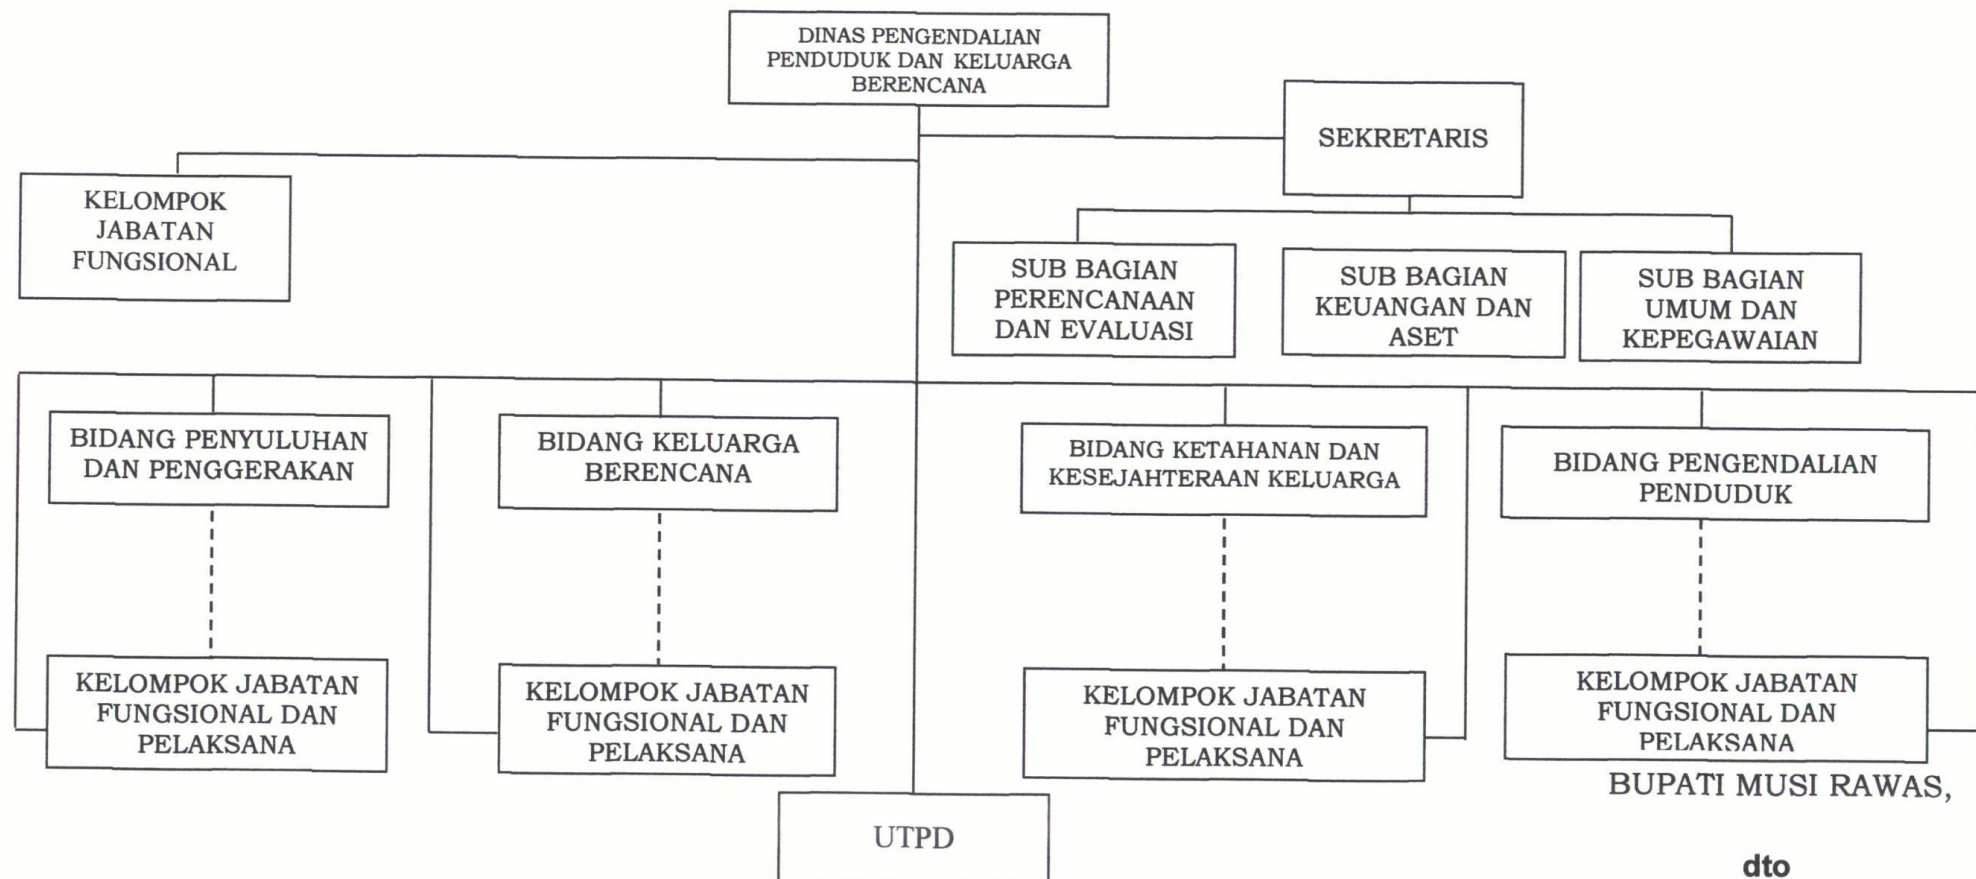 DINAS PENGENDALIAN
PENDUDUK DAN KELUARGA
BERENCANA
SEKRETARIS
KELOMPOK
JABATAN
FUNGSIONAL
SUB BAGIAN
PERENCANAAN
DAN EVALUASI
SUB BAGIAN
KEUANGAN DAN
ASET
SUB BAGIAN
UMUM DAN
KEPEGAWAIAN
BIDANG PENYULUHAN
DAN PENGGERAKAN
BIDANG KELUARGA
BERENCANA
BIDANG KETAHANAN DAN
KESEJAHTERAAN KELUARGA
BIDANG PENGENDALIAN
PENDUDUK
KELOMPOK JABATAN
FUNGSIONAL DAN
PELAKSANA
KELOMPOK JABATAN
FUNGSIONAL DAN
PELAKSANA
KELOMPOK JABATAN
FUNGSIONAL DAN
PELAKSANA
KELOMPOK JABATAN
FUNGSIONAL DAN
PELAKSANA
BUPATI MUSI RAWAS,
UTPD
dto